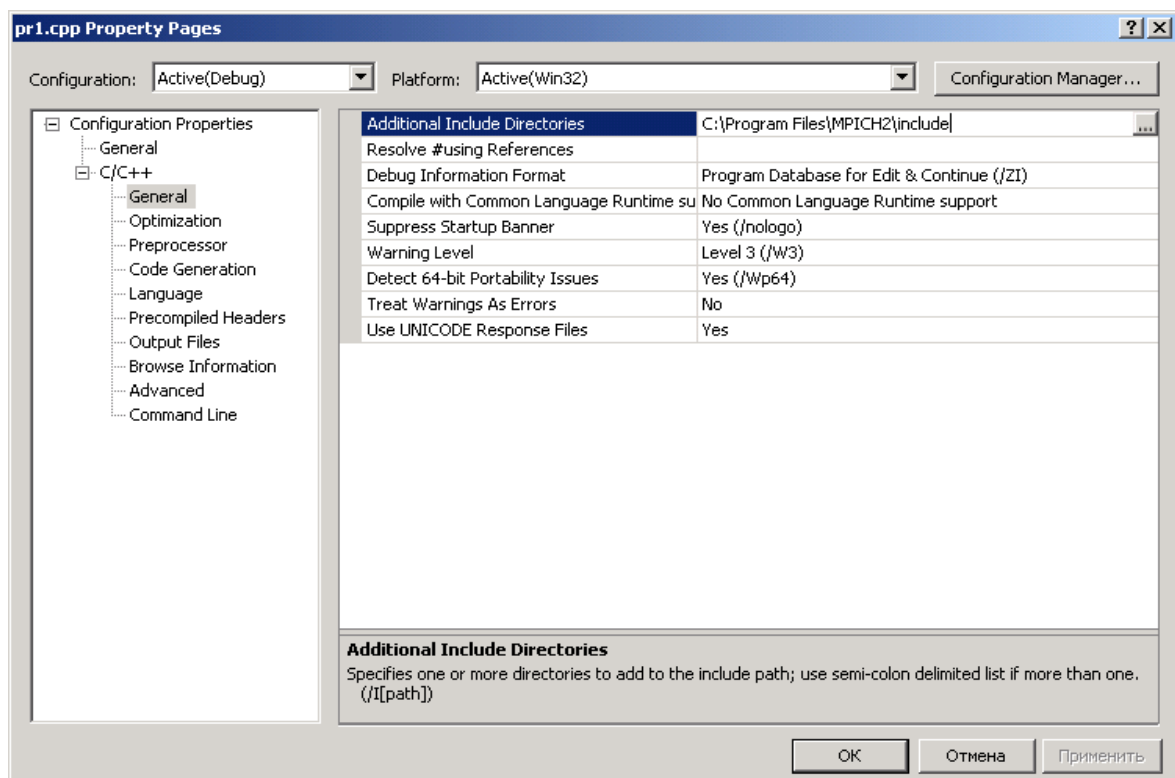 pr1.cpp Property Pages
Configuration: Active(Debug) Platform: Active(Win32) Configuration Manager...
Configuration Properties
General
C/C++
General
Optimization
Preprocessor
Code Generation
Language
Precompiled Headers
Output Files
Browse Information
Advanced
Command Line
Additional Include Directories C:\Program Files\MPICH2\include ...
Resolve #using References
Debug Information Format Program Database for Edit & Continue (/ZI)
Compile with Common Language Runtime su No Common Language Runtime support
Suppress Startup Banner Yes (/nologo)
Warning Level Level 3 (/W3)
Detect 64-bit Portability Issues Yes (/Wp64)
Treat Warnings As Errors No
Use UNICODE Response Files Yes
Additional Include Directories
Specifies one or more directories to add to the include path; use semi-colon delimited list if more than one.
(/I[path])
OK Отмена Применить